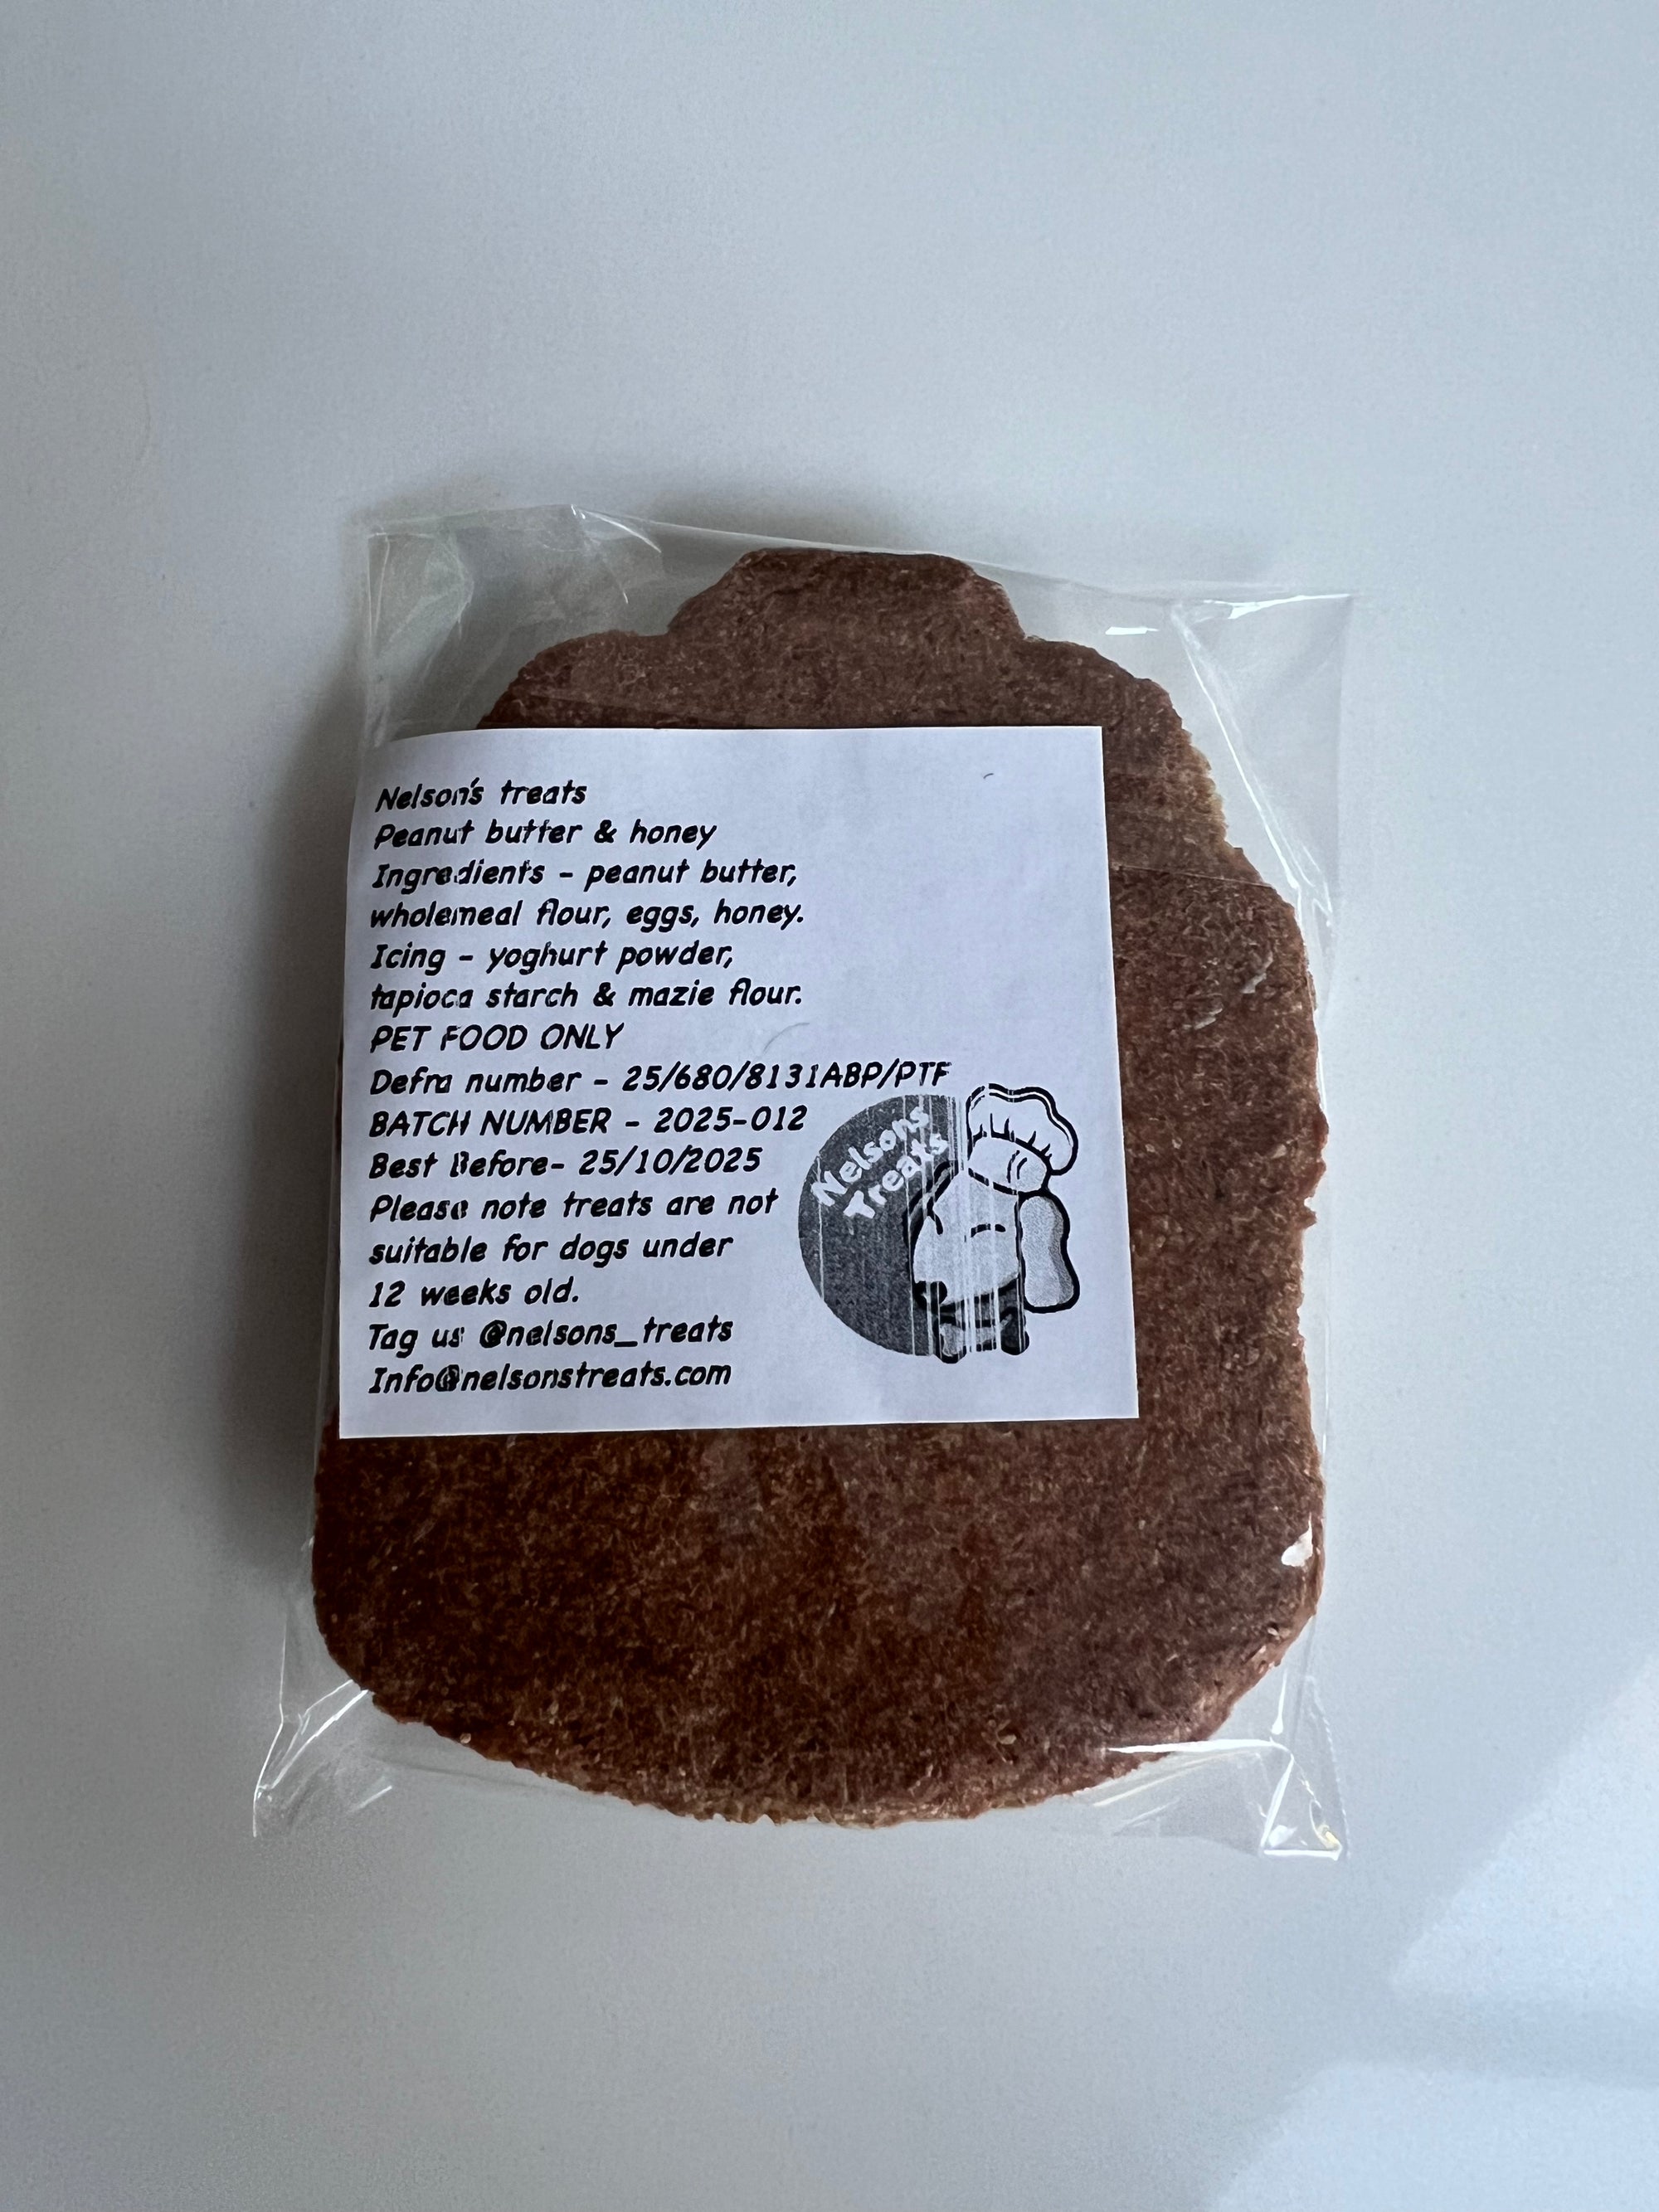 Nelson's treats
Peanut butter & honey
Ingredients - peanut butter,
wholemeal flour, eggs, honey.
Icing - yoghurt powder,
tapioca starch & mazie flour.
PET FOOD ONLY
Defra number - 25/680/8131ABP/PTF
BATCH NUMBER - 2025-012
Best Before- 25/10/2025
Please note treats are not
suitable for dogs under
12 weeks old.
Tag us @nelsons_treats
Info@nelsonstreats.com
Nelsons
Treats